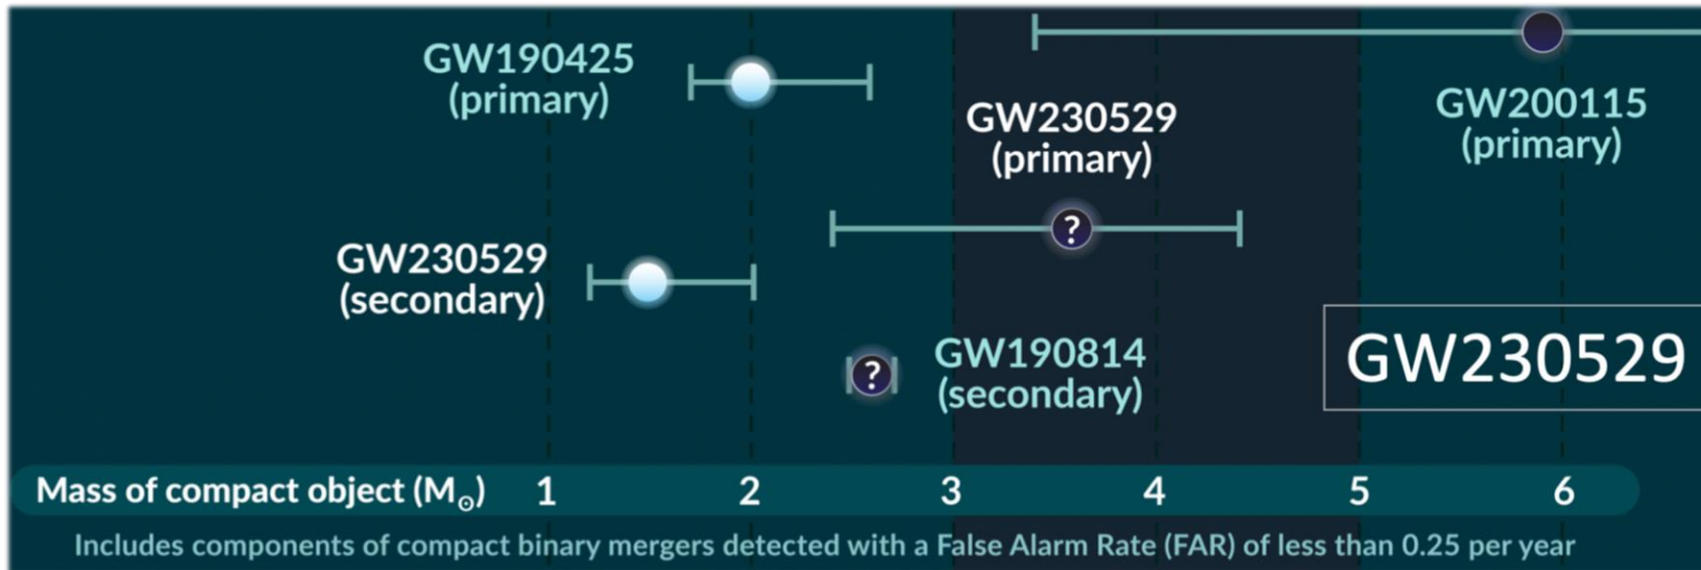 GW190425
(primary)
GW230529
(primary)
GW200115
(primary)
?
GW230529
(secondary)
?
GW190814
(secondary)
GW230529
Mass of compact object (M☉) 1 2 3 4 5 6
Includes components of compact binary mergers detected with a False Alarm Rate (FAR) of less than 0.25 per year